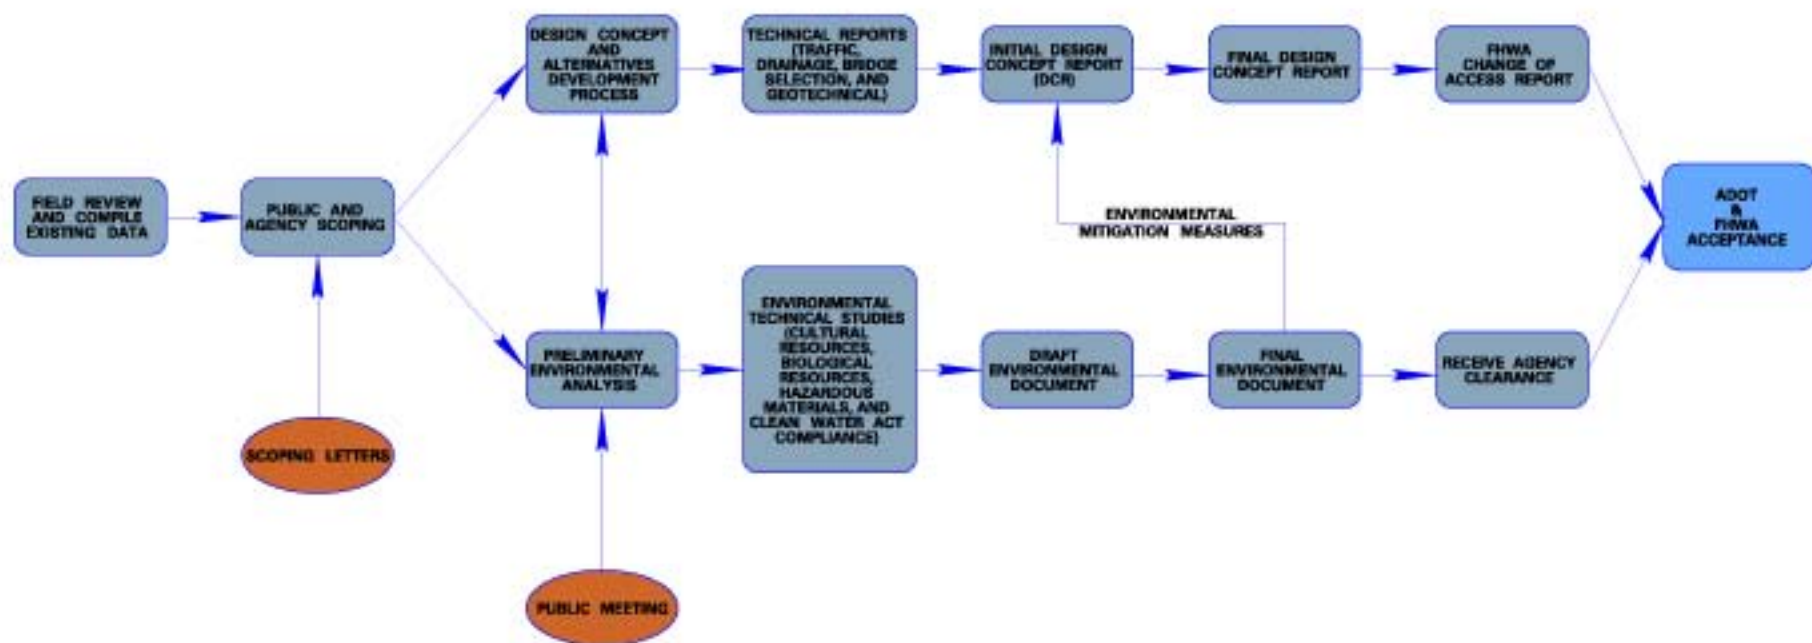 DESIGN CONCEPT
AND
ALTERNATIVES
DEVELOPMENT
PROCESS
TECHNICAL REPORTS
(TRAFFIC,
DRAINAGE, BRIDGE
SELECTION, AND
GEOTECHNICAL)
INITIAL DESIGN
CONCEPT REPORT
(DCR)
FINAL DESIGN
CONCEPT REPORT
FHWA
CHANGE OF
ACCESS REPORT
FIELD REVIEW
AND COMPILE
EXISTING DATA
PUBLIC AND
AGENCY SCOPING
ENVIRONMENTAL
MITIGATION MEASURES
ADOT
&
FHWA
ACCEPTANCE
PRELIMINARY
ENVIRONMENTAL
ANALYSIS
ENVIRONMENTAL
TECHNICAL STUDIES
(CULTURAL
RESOURCES,
BIOLOGICAL
RESOURCES,
HAZARDOUS
MATERIALS, AND
CLEAN WATER ACT
COMPLIANCE)
DRAFT
ENVIRONMENTAL
DOCUMENT
FINAL
ENVIRONMENTAL
DOCUMENT
RECEIVE AGENCY
CLEARANCE
SCOPING LETTERS
PUBLIC MEETING